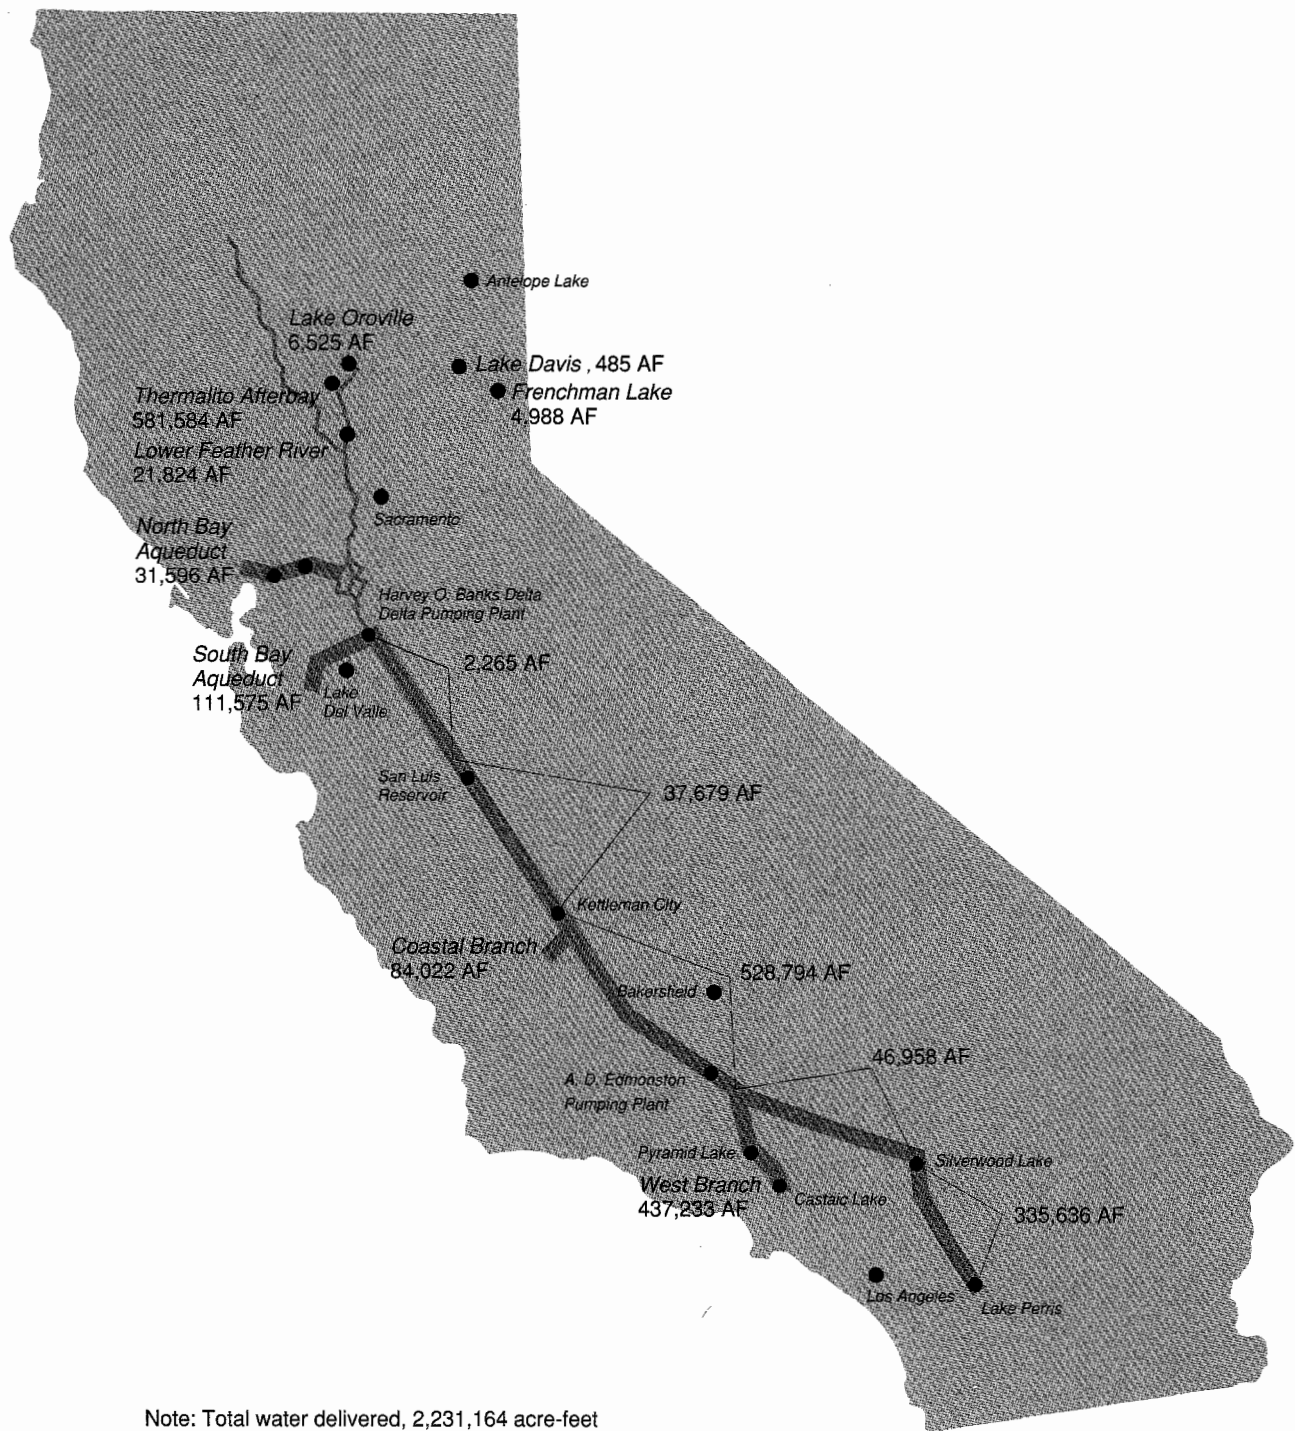 Antelope Lake
Lake Oroville
6,525 AF
Lake Davis, 485 AF
Frenchman Lake
4,988 AF
Thermalito Afterbay
581,584 AF
Lower Feather River
21,824 AF
Sacramento
North Bay
Aqueduct
31,596 AF
Harvey O. Banks Delta
Delta Pumping Plant
South Bay
Aqueduct
111,575 AF
2,265 AF
Lake
Del Valle
San Luis
Reservoir
37,679 AF
Kettleman City
Coastal Branch
84,022 AF
528,794 AF
Bakersfield
46,958 AF
A. D. Edmonston
Pumping Plant
Pyramid Lake
Silverwood Lake
West Branch
437,233 AF
Castaic Lake
335,636 AF
Los Angeles
Lake Perris
Note: Total water delivered, 2,231,164 acre-feet